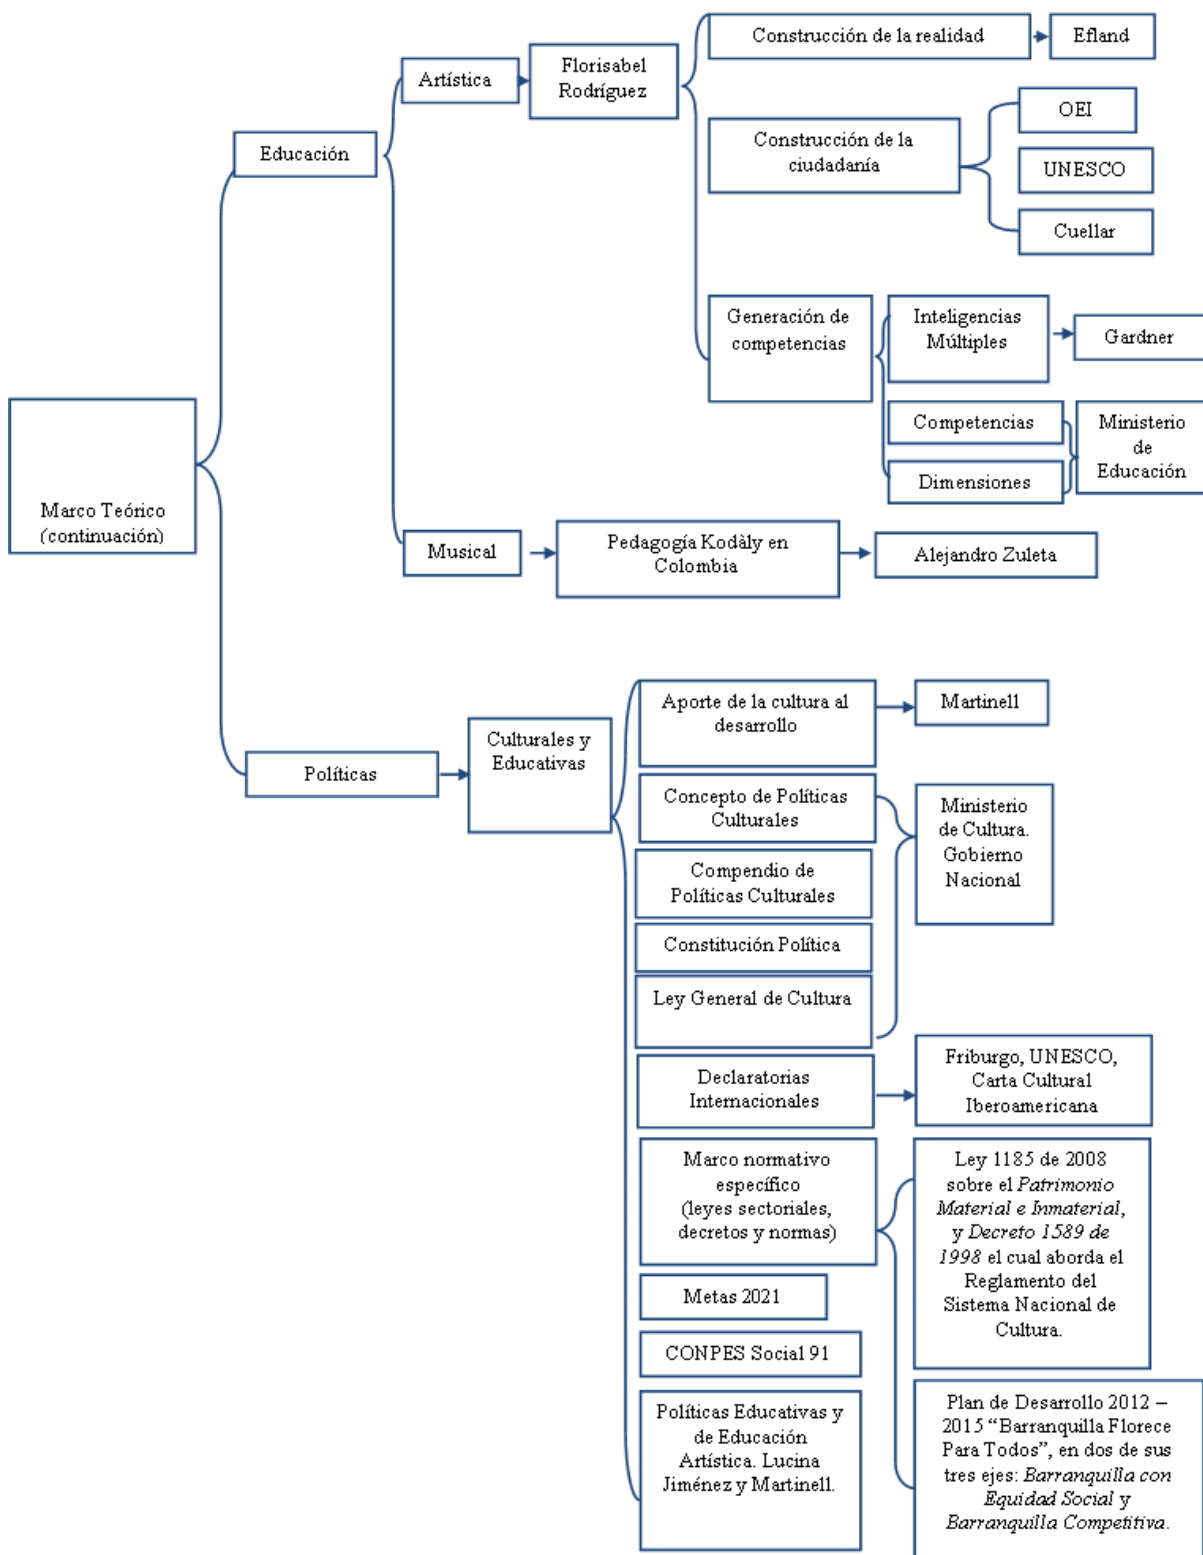 Construcción de la realidad
Efland
Florisabel
Rodríguez
Artística
OEI
Construcción de la
ciudadanía
Educación
UNESCO
Cuellar
Generación de
competencias
Inteligencias
Múltiples
Gardner
Competencias
Ministerio
de
Educación
Dimensiones
Marco Teórico
(continuación)
Musical
Pedagogía Kodàly en
Colombia
Alejandro Zuleta
Aporte de la cultura al
desarrollo
Martinell
Culturales y
Educativas
Políticas
Concepto de Políticas
Culturales
Ministerio
de Cultura.
Gobierno
Nacional
Compendio de
Políticas Culturales
Constitución Política
Ley General de Cultura
Declaratorias
Internacionales
Friburgo, UNESCO,
Carta Cultural
Iberoamericana
Marco normativo
específico
(leyes sectoriales,
decretos y normas)
Ley 1185 de 2008
sobre el Patrimonio
Material e Inmaterial,
y Decreto 1589 de
1998 el cual aborda el
Reglamento del
Sistema Nacional de
Cultura.
Metas 2021
CONPES Social 91
Políticas Educativas y
de Educación
Artística. Lucina
Jiménez y Martinell.
Plan de Desarrollo 2012 –
2015 “Barranquilla Florece
Para Todos”, en dos de sus
tres ejes: Barranquilla con
Equidad Social y
Barranquilla Competitiva.